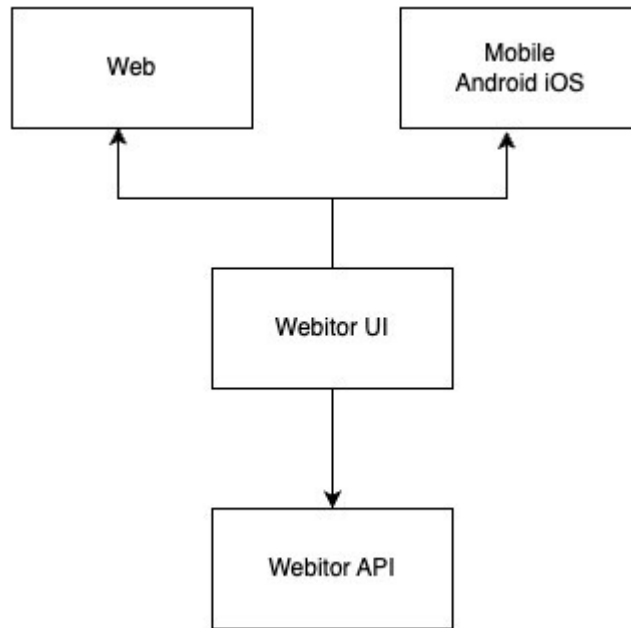 Web
Mobile
Android iOS
Webitor UI
Webitor API